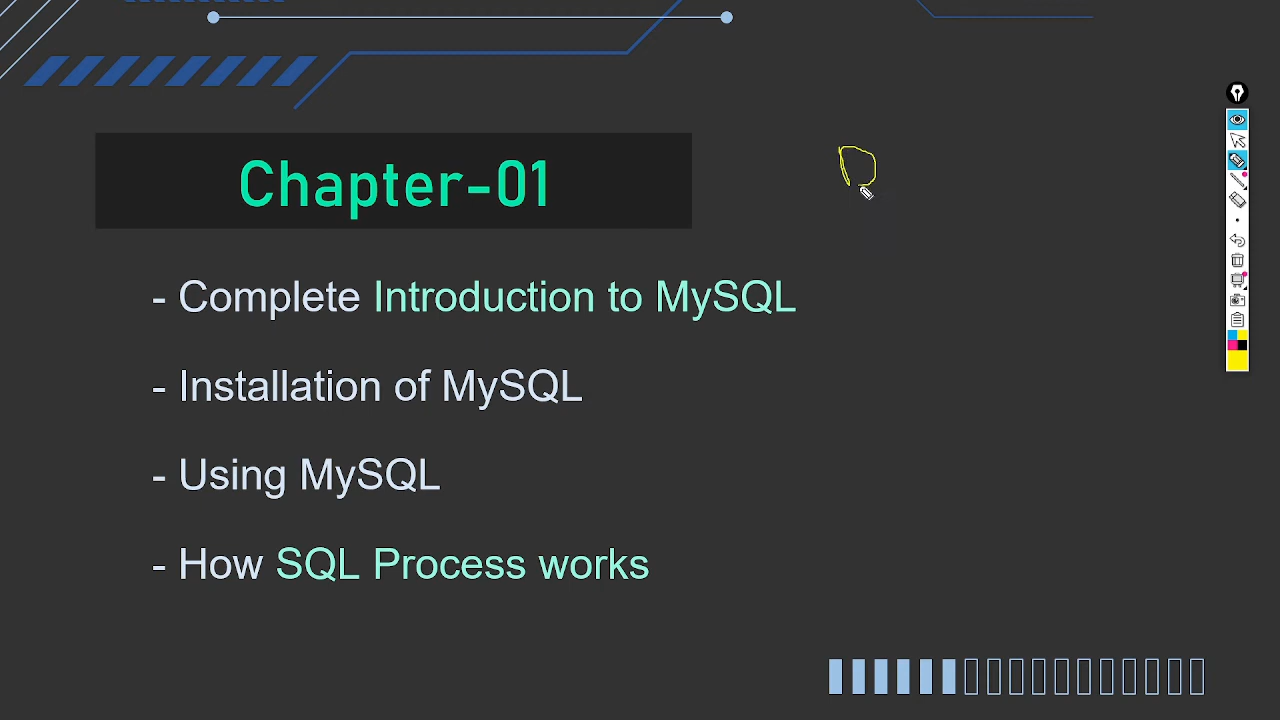 Chapter-01
- Complete Introduction to MySQL
- Installation of MySQL
- Using MySQL
- How SQL Process works